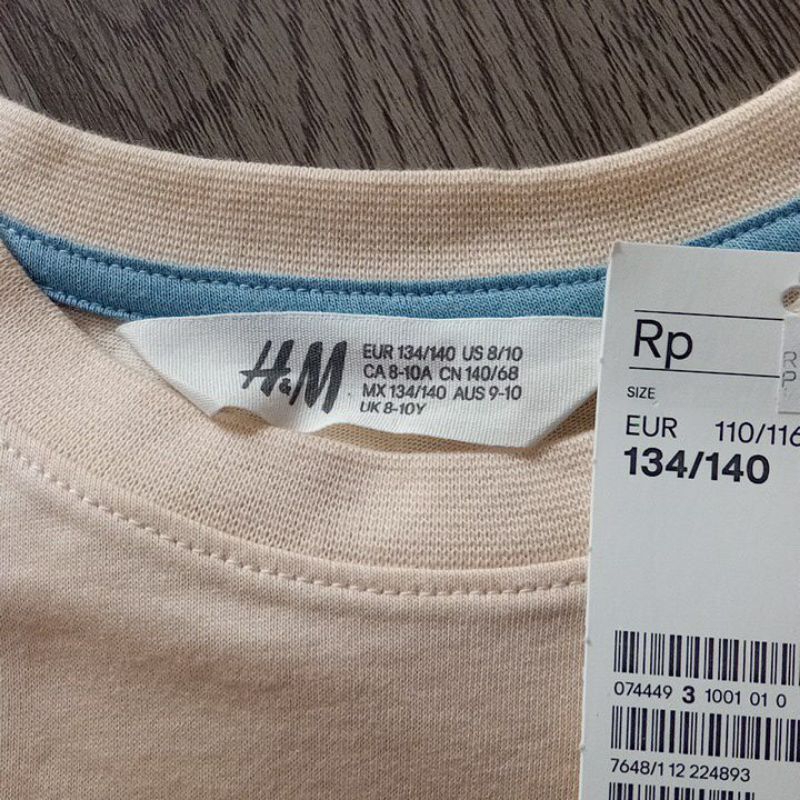 H&M
EUR 134/140 US 8/10
CA 8-10A CN 140/68
MX 134/140 AUS 9-10
UK 8-10Y
Rp
SIZE
EUR 110/116
134/140
074449 3 1001 01 0
7648/1 12 224893